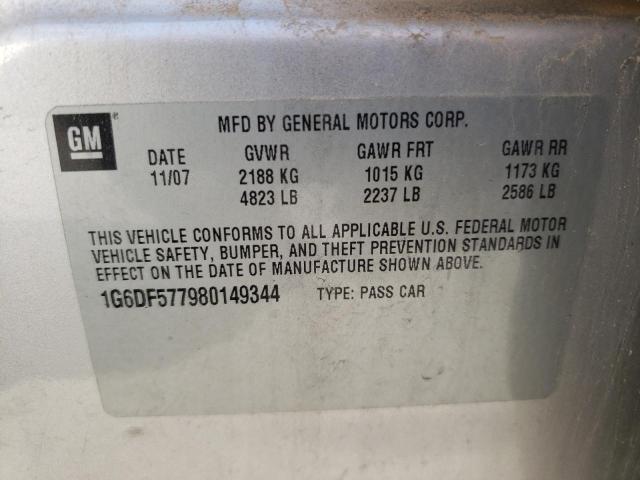 GM
MFD BY GENERAL MOTORS CORP.
DATE GVWR GAWR FRT GAWR RR
11/07 2188 KG 1015 KG 1173 KG
4823 LB 2237 LB 2586 LB
THIS VEHICLE CONFORMS TO ALL APPLICABLE U.S. FEDERAL MOTOR
VEHICLE SAFETY, BUMPER, AND THEFT PREVENTION STANDARDS IN
EFFECT ON THE DATE OF MANUFACTURE SHOWN ABOVE.
1G6DF577980149344 TYPE: PASS CAR